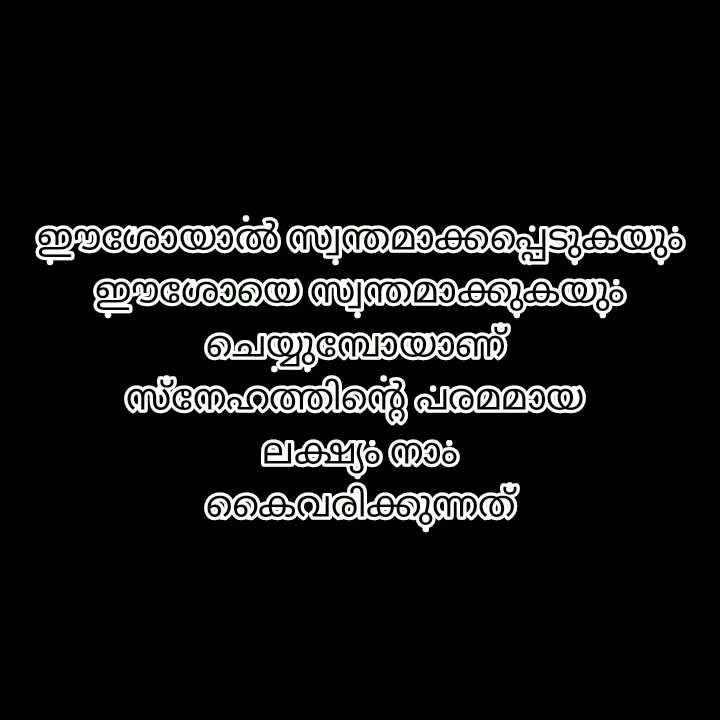 ഈശോയാൽ സ്വന്തമാക്കപ്പെടുകയും
ഈശോയെ സ്വന്തമാക്കുകയും
ചെയ്യുമ്പോയാണ്
സ്നേഹത്തിന്റെ പരമമായ
ലക്ഷ്യം നാം
കൈവരിക്കുന്നത്